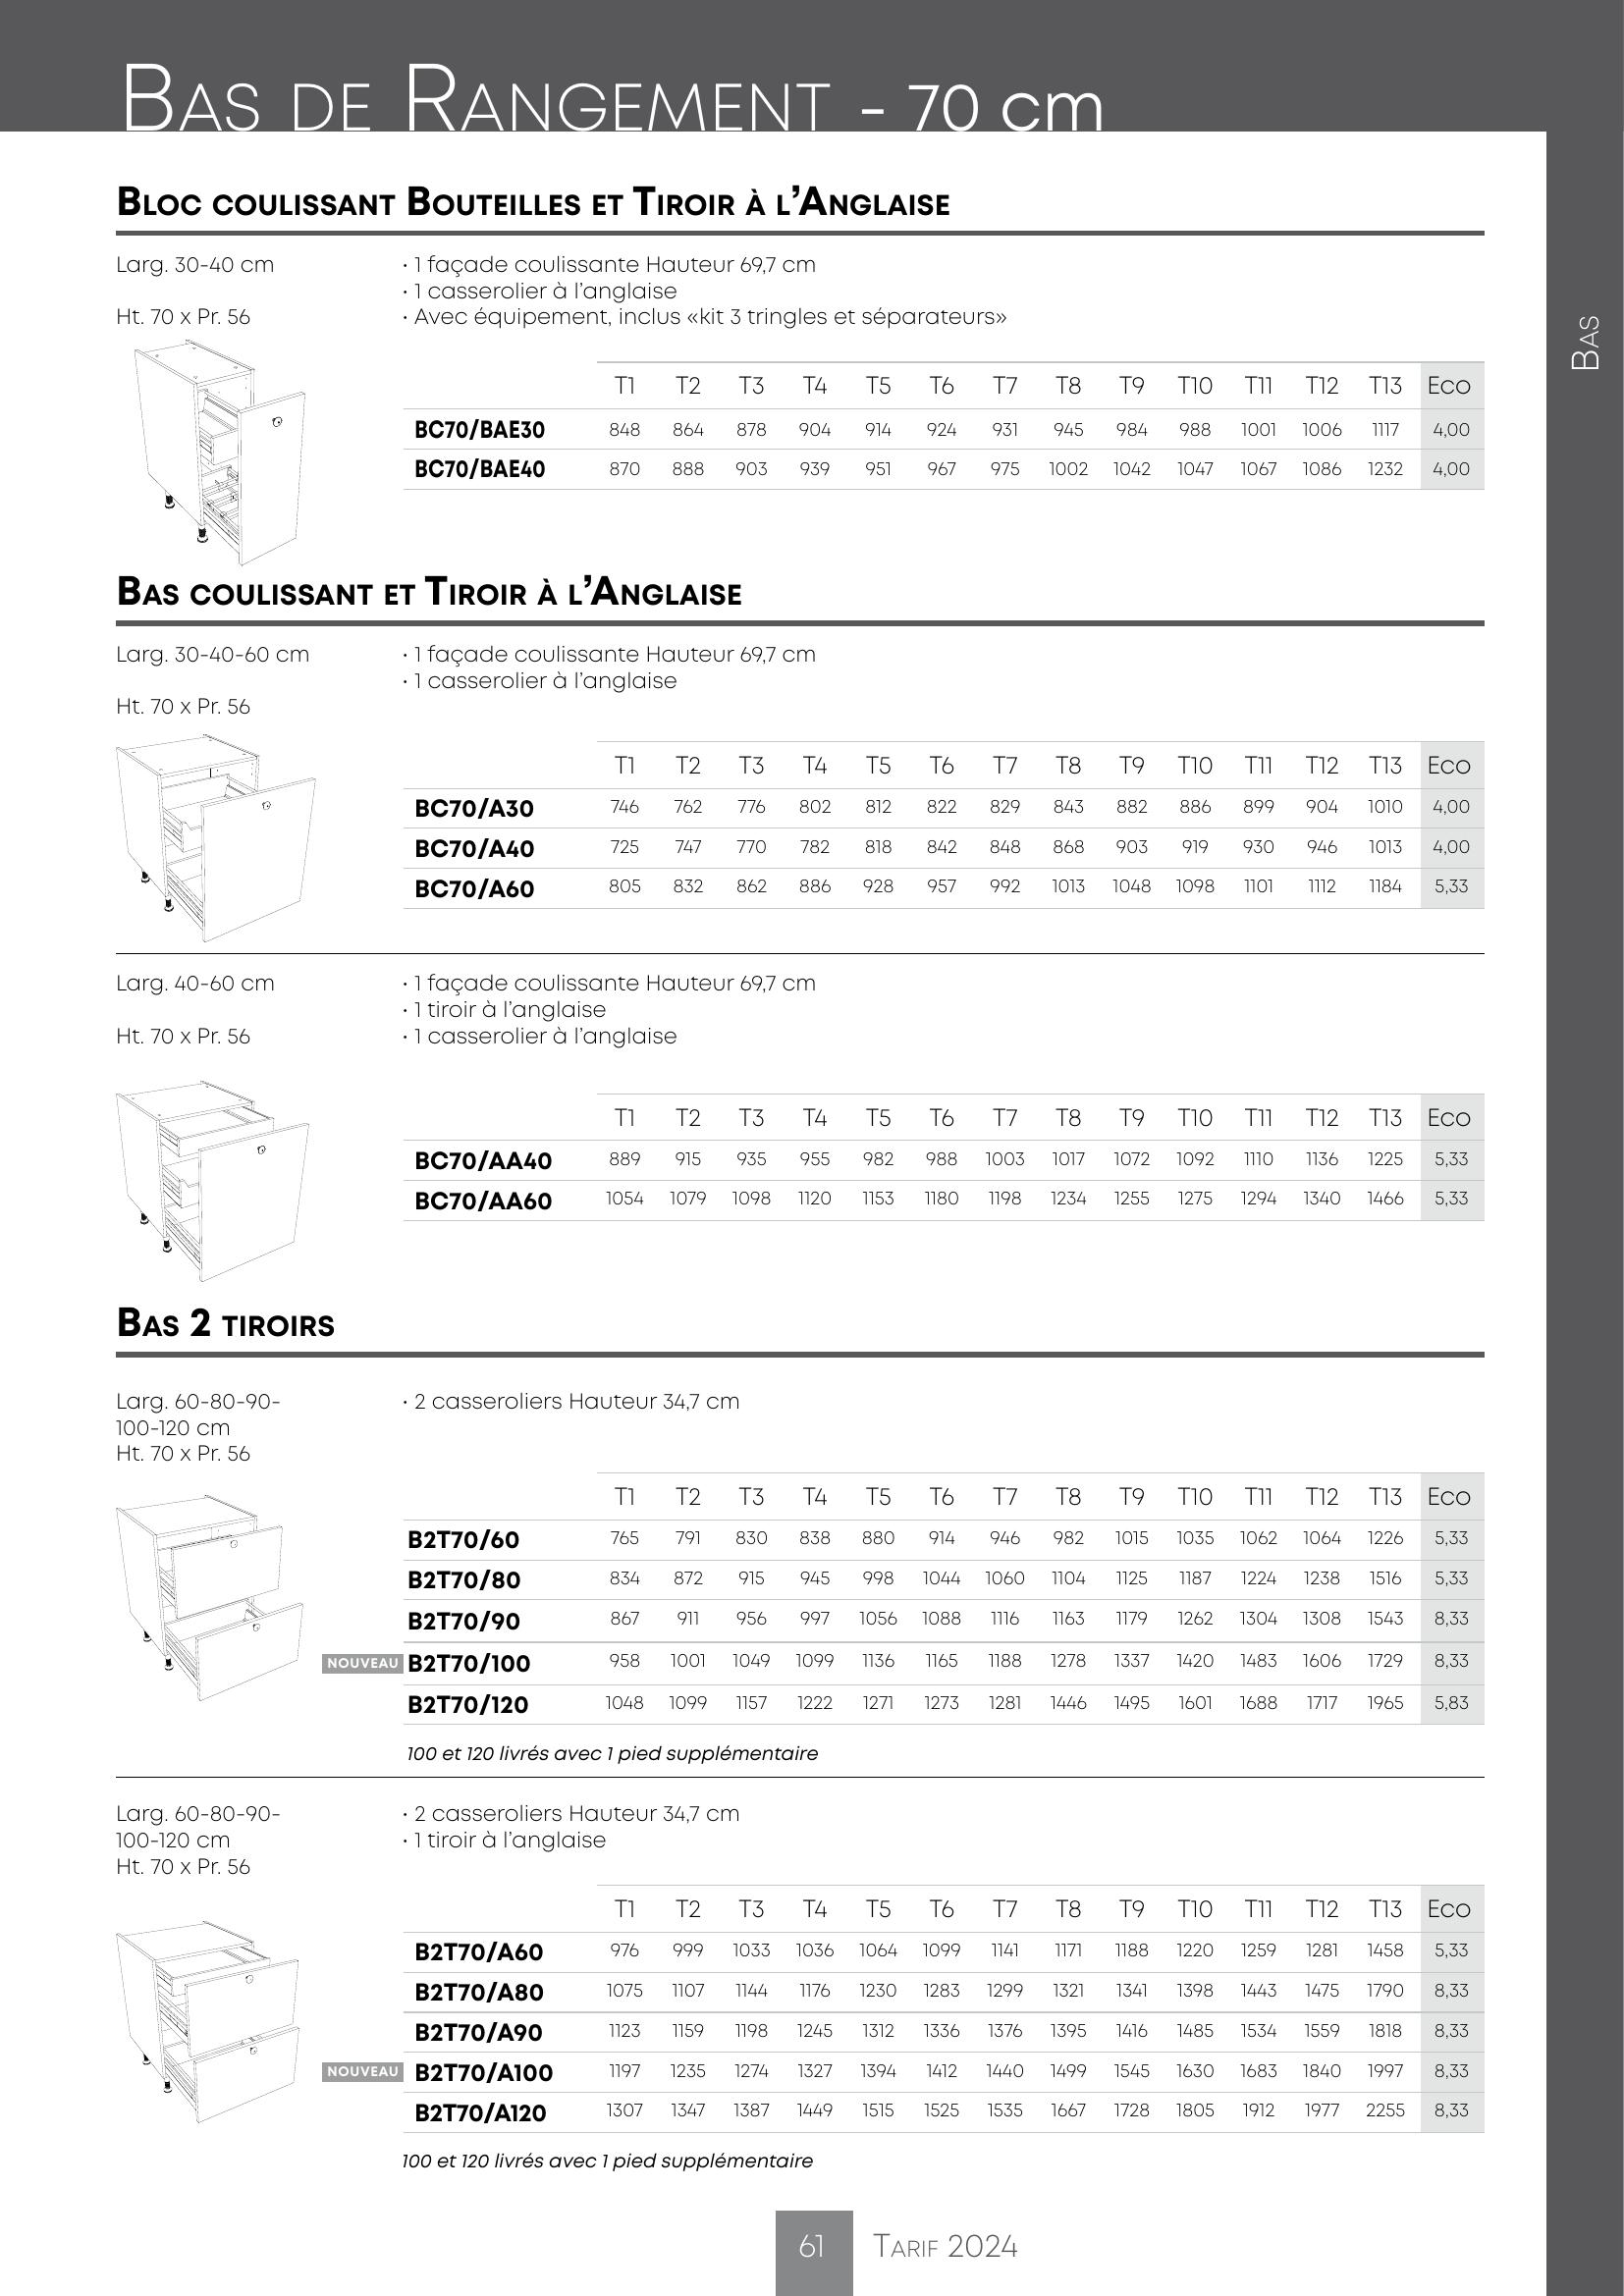 Bas de Rangement - 70 cm
Bas
Bloc coulissant Bouteilles et Tiroir à l’Anglaise
Larg. 30-40 cm
Ht. 70 x Pr. 56
· 1 façade coulissante Hauteur 69,7 cm
· 1 casserolier à l’anglaise
· Avec équipement, inclus «kit 3 tringles et séparateurs»
T1 T2 T3 T4 T5 T6 T7 T8 T9 T10 T11 T12 T13 Eco
BC70/BAE30 848 864 878 904 914 924 931 945 984 988 1001 1006 1117 4,00
BC70/BAE40 870 888 903 939 951 967 975 1002 1042 1047 1067 1086 1232 4,00
Bas coulissant et Tiroir à l’Anglaise
Larg. 30-40-60 cm
Ht. 70 x Pr. 56
· 1 façade coulissante Hauteur 69,7 cm
· 1 casserolier à l’anglaise
T1 T2 T3 T4 T5 T6 T7 T8 T9 T10 T11 T12 T13 Eco
BC70/A30 746 762 776 802 812 822 829 843 882 886 899 904 1010 4,00
BC70/A40 725 747 770 782 818 842 848 868 903 919 930 946 1013 4,00
BC70/A60 805 832 862 886 928 957 992 1013 1048 1098 1101 1112 1184 5,33
Larg. 40-60 cm
Ht. 70 x Pr. 56
· 1 façade coulissante Hauteur 69,7 cm
· 1 tiroir à l’anglaise
· 1 casserolier à l’anglaise
T1 T2 T3 T4 T5 T6 T7 T8 T9 T10 T11 T12 T13 Eco
BC70/AA40 889 915 935 955 982 988 1003 1017 1072 1092 1110 1136 1225 5,33
BC70/AA60 1054 1079 1098 1120 1153 1180 1198 1234 1255 1275 1294 1340 1466 5,33
Bas 2 tiroirs
Larg. 60-80-90-
100-120 cm
Ht. 70 x Pr. 56
· 2 casseroliers Hauteur 34,7 cm
T1 T2 T3 T4 T5 T6 T7 T8 T9 T10 T11 T12 T13 Eco
B2T70/60 765 791 830 838 880 914 946 982 1015 1035 1062 1064 1226 5,33
B2T70/80 834 872 915 945 998 1044 1060 1104 1125 1187 1224 1238 1516 5,33
B2T70/90 867 911 956 997 1056 1088 1116 1163 1179 1262 1304 1308 1543 8,33
NOUVEAU B2T70/100 958 1001 1049 1099 1136 1165 1188 1278 1337 1420 1483 1606 1729 8,33
B2T70/120 1048 1099 1157 1222 1271 1273 1281 1446 1495 1601 1688 1717 1965 5,83
100 et 120 livrés avec 1 pied supplémentaire
Larg. 60-80-90-
100-120 cm
Ht. 70 x Pr. 56
· 2 casseroliers Hauteur 34,7 cm
· 1 tiroir à l’anglaise
T1 T2 T3 T4 T5 T6 T7 T8 T9 T10 T11 T12 T13 Eco
B2T70/A60 976 999 1033 1036 1064 1099 1141 1171 1188 1220 1259 1281 1458 5,33
B2T70/A80 1075 1107 1144 1176 1230 1283 1299 1321 1341 1398 1443 1475 1790 8,33
B2T70/A90 1123 1159 1198 1245 1312 1336 1376 1395 1416 1485 1534 1559 1818 8,33
NOUVEAU B2T70/A100 1197 1235 1274 1327 1394 1412 1440 1499 1545 1630 1683 1840 1997 8,33
B2T70/A120 1307 1347 1387 1449 1515 1525 1535 1667 1728 1805 1912 1977 2255 8,33
100 et 120 livrés avec 1 pied supplémentaire
61 Tarif 2024